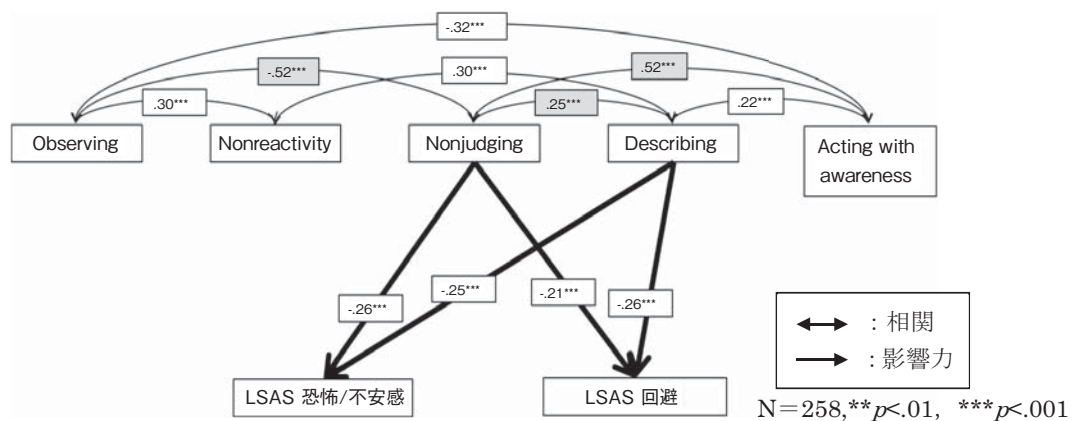 -.32***
-.52***
.30***
.52***
.30***
.25***
.22***
Observing
Nonreactivity
Nonjudging
Describing
Acting with
awareness
-.26***
-.25***
-.21***
-.26***
LSAS 恐怖/不安感
LSAS 回避
:相関
:影響力
N=258,**p<.01, ***p<.001